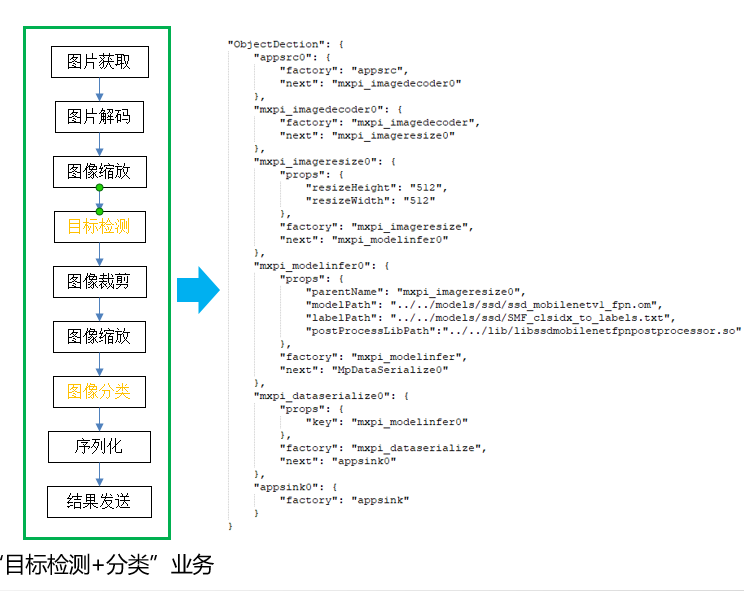 图片获取
图片解码
图像缩放
目标检测
图像裁剪
图像缩放
图像分类
序列化
结果发送
"目标检测+分类”业务
"ObjectDection": {
"appsrc0": {
"factory": "appsrc",
"next": "mxpi_imagedecoder0"
},
"mxpi_imagedecoder0": {
"factory": "mxpi_imagedecoder",
"next": "mxpi_imageresize0"
},
"mxpi_imageresize0": {
"props": {
"resizeHeight": "512",
"resizeWidth": "512"
},
"factory": "mxpi_imageresize",
"next": "mxpi_modelinfer0"
},
"mxpi_modelinfer0": {
"props": {
"parentName": "mxpi_imageresize0",
"modelPath": "../../models/ssd/ssd_mobilenetv1_fpn.om",
"labelPath": "../../models/ssd/SMF_clsidx_to_labels.txt",
"postProcessLibPath":"../../lib/libssdmobilenetfpnpostprocessor.so"
},
"factory": "mxpi_modelinfer",
"next": "MpDataSerialize0"
},
"mxpi_dataserialize0": {
"props": {
"key": "mxpi_modelinfer0"
},
"factory": "mxpi_dataserialize",
"next": "appsink0"
},
"appsink0": {
"factory": "appsink"
}
}